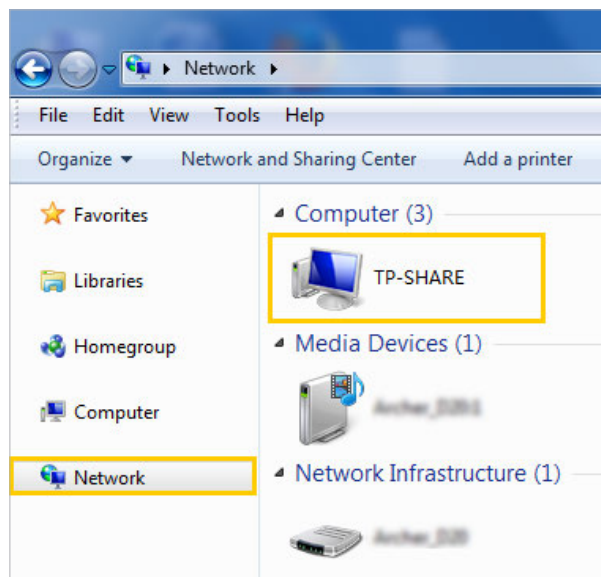 Network
File Edit View Tools Help
Organize Network and Sharing Center Add a printer
Favorites
Libraries
Homegroup
Computer
Network
Computer (3)
TP-SHARE
Media Devices (1)
Network Infrastructure (1)